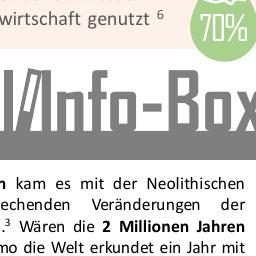 wirtschaft genutzt ⁶
70%
Info-Box
kam es mit der Neolithischen
echenden Veränderungen der
.³ Wären die 2 Millionen Jahren
mo die Welt erkundet ein Jahr mit